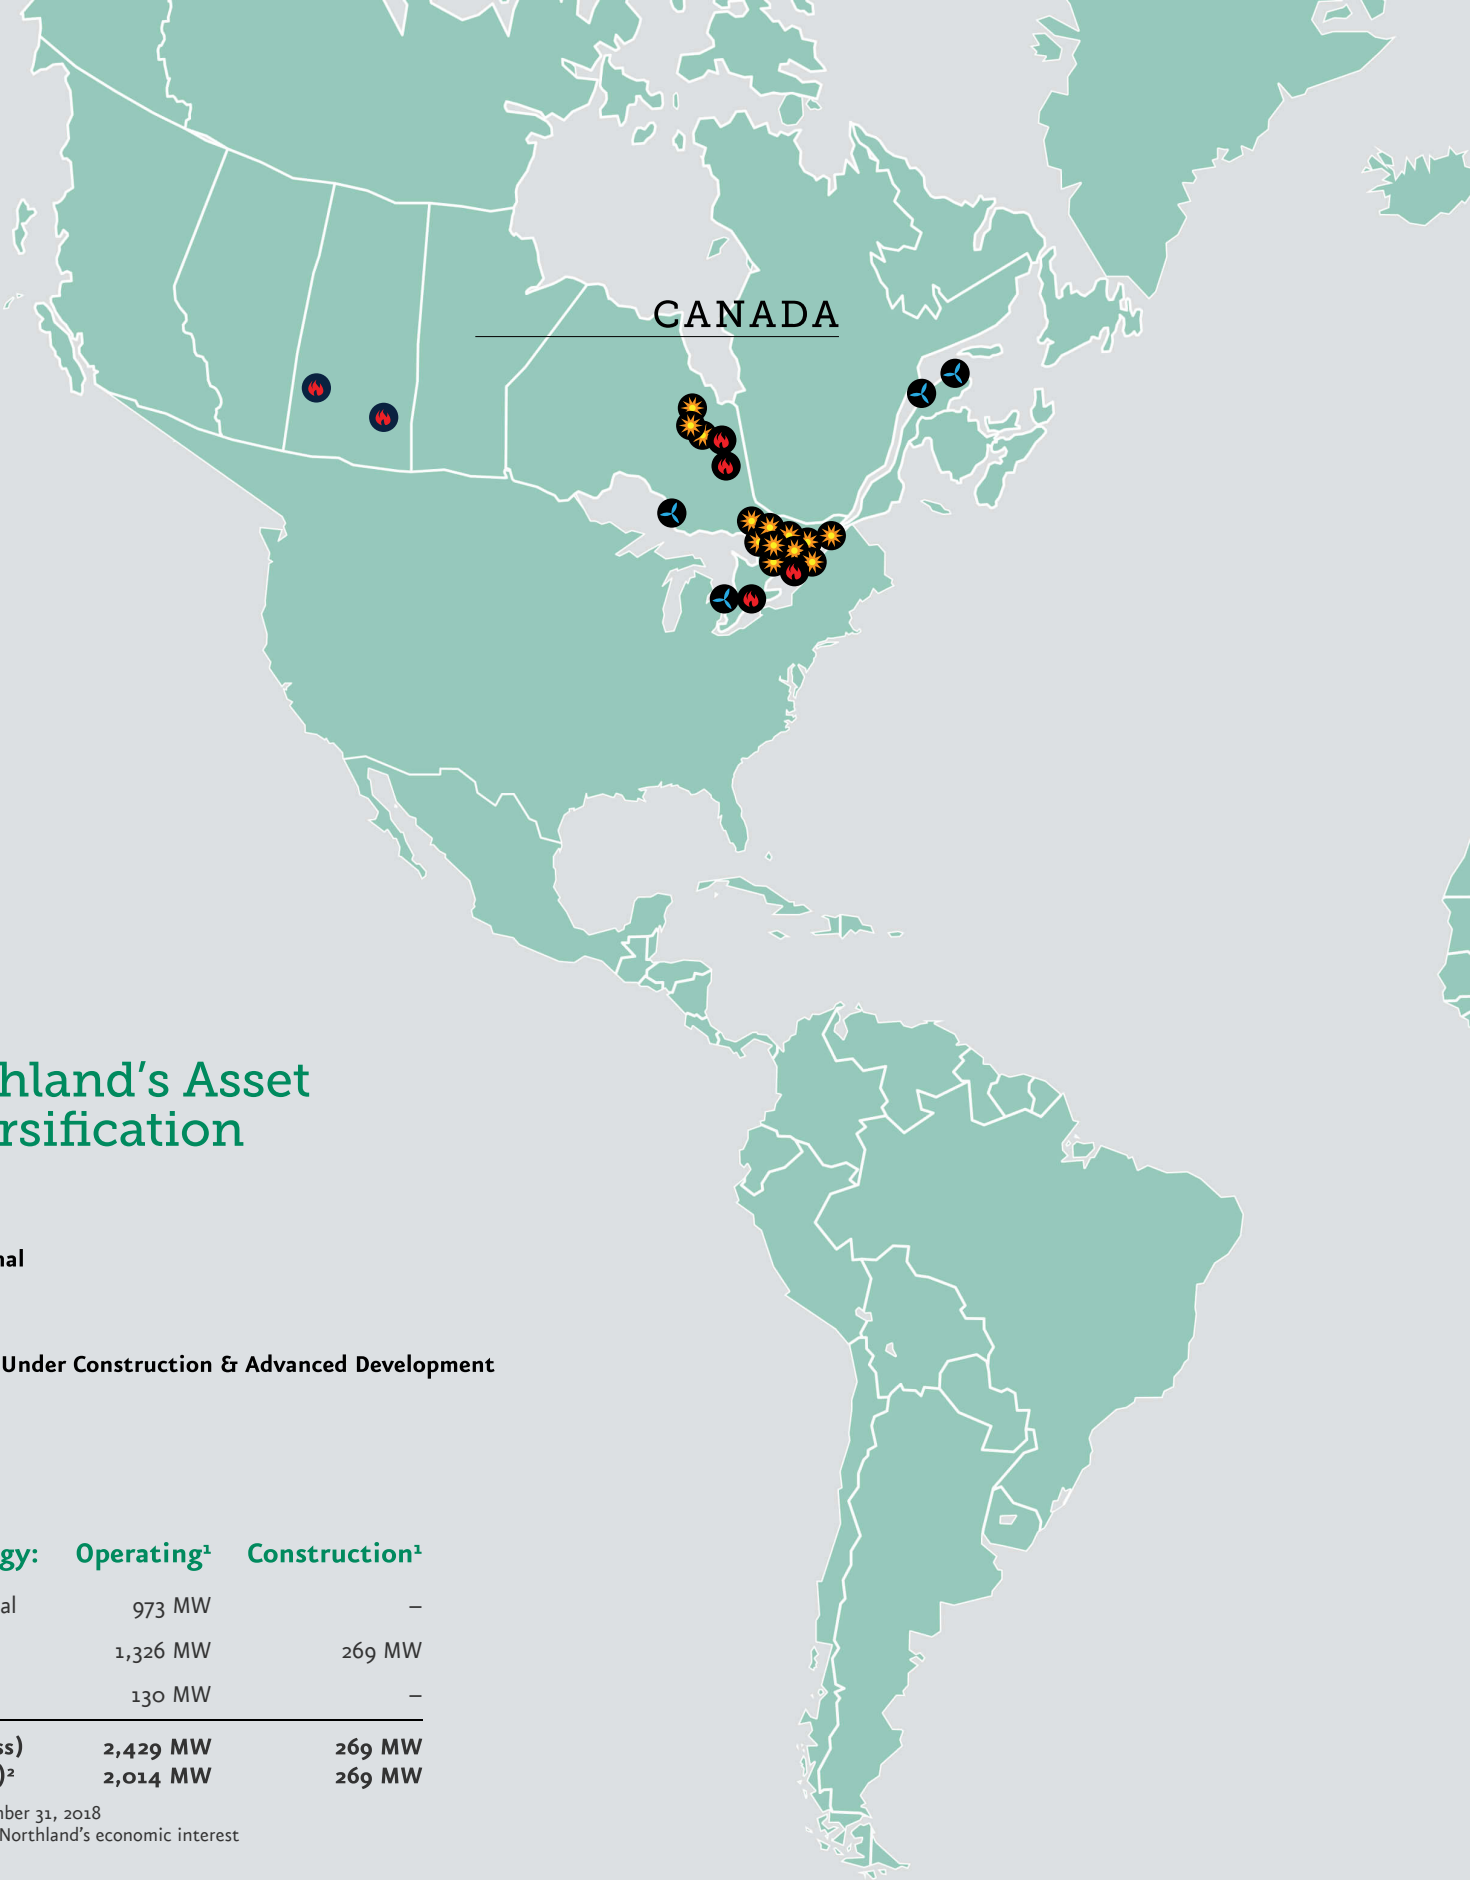 CANADA
hland’s Asset
rsification
nal
Under Construction & Advanced Development
gy: Operating¹ Construction¹
al 973 MW –
1,326 MW 269 MW
130 MW –
ss) 2,429 MW 269 MW
)² 2,014 MW 269 MW
nber 31, 2018
Northland’s economic interest